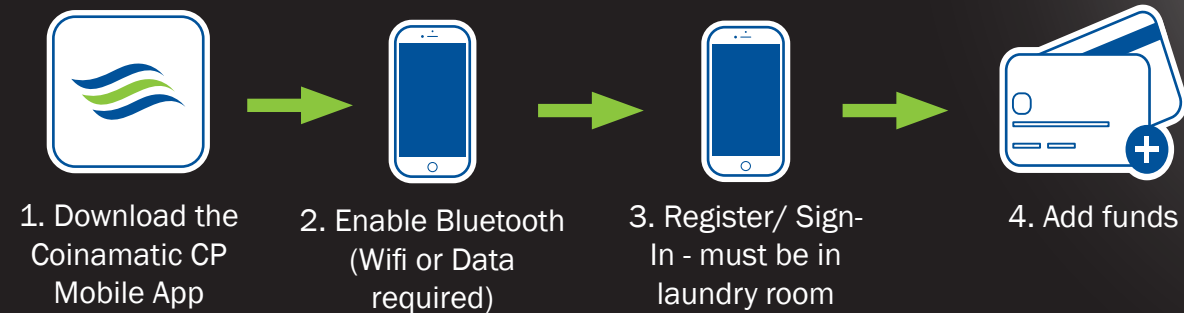 1. Download the
Coinamatic CP
Mobile App
2. Enable Bluetooth
(Wifi or Data
required)
3. Register/ Sign-
In - must be in
laundry room
4. Add funds